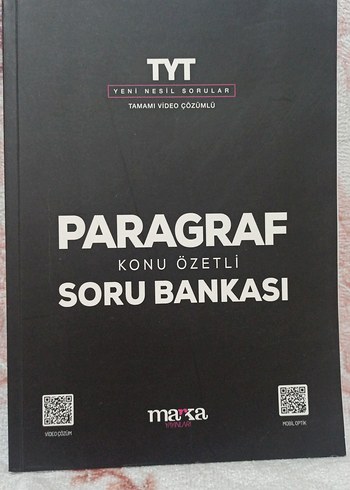 TYT
YENİ NESİL SORULAR
TAMAMI VİDEO ÇÖZÜMLÜ
PARAGRAF
KONU ÖZETLİ
SORU BANKASI
marka
YAYINLARI
VİDEO ÇÖZÜM
MOBİL OPTİK